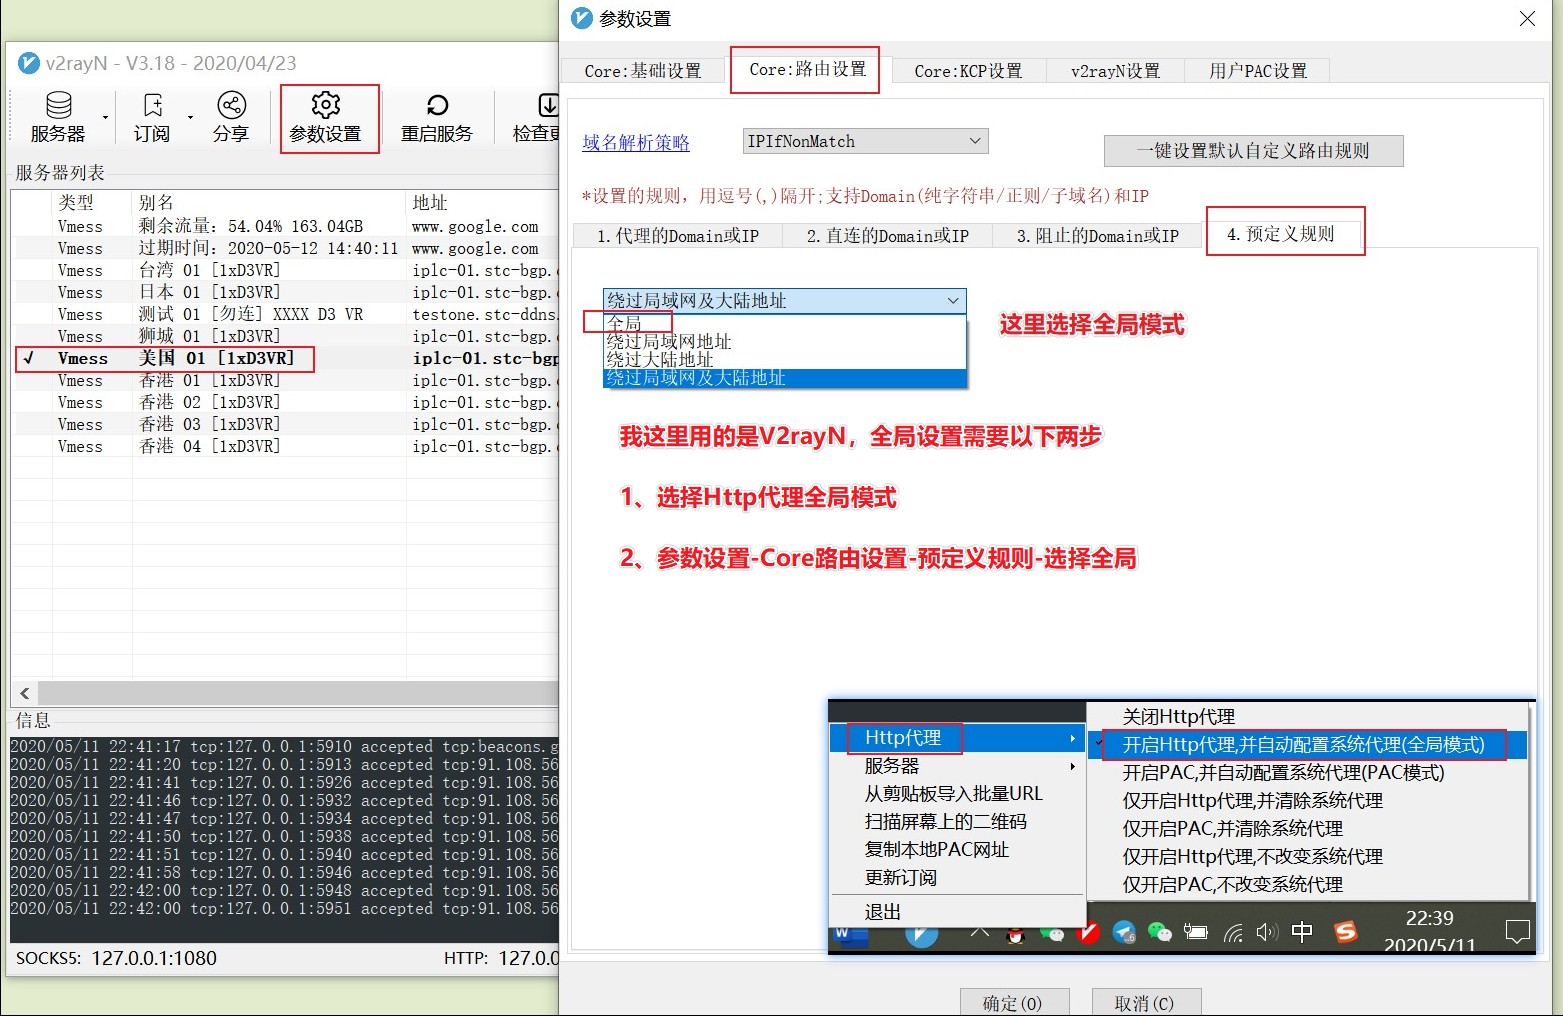 v2rayN - V3.18 - 2020/04/23
服务器
订阅
分享
参数设置
重启服务
检查更
服务器列表
类型 别名 地址
Vmess 剩余流量：54.04% 163.04GB www.google.com
Vmess 过期时间：2020-05-12 14:40:11 www.google.com
Vmess 台湾 01 [1xD3VR] iplc-01.stc-bgp.
Vmess 日本 01 [1xD3VR] iplc-01.stc-bgp.
Vmess 测试 01 [勿连] XXXX D3 VR testone.stc-ddns.
Vmess 狮城 01 [1xD3VR] iplc-01.stc-bgp.
√ Vmess 美国 01 [1xD3VR] iplc-01.stc-bgp
Vmess 香港 01 [1xD3VR] iplc-01.stc-bgp.
Vmess 香港 02 [1xD3VR] iplc-01.stc-bgp.
Vmess 香港 03 [1xD3VR] iplc-01.stc-bgp.
Vmess 香港 04 [1xD3VR] iplc-01.stc-bgp.
信息
2020/05/11 22:41:17 tcp:127.0.0.1:5910 accepted tcp:beacons.g
2020/05/11 22:41:20 tcp:127.0.0.1:5913 accepted tcp:91.108.56
2020/05/11 22:41:41 tcp:127.0.0.1:5926 accepted tcp:91.108.56
2020/05/11 22:41:46 tcp:127.0.0.1:5932 accepted tcp:91.108.56
2020/05/11 22:41:47 tcp:127.0.0.1:5934 accepted tcp:91.108.56
2020/05/11 22:41:50 tcp:127.0.0.1:5938 accepted tcp:91.108.56
2020/05/11 22:41:51 tcp:127.0.0.1:5940 accepted tcp:91.108.56
2020/05/11 22:41:58 tcp:127.0.0.1:5946 accepted tcp:91.108.56
2020/05/11 22:42:00 tcp:127.0.0.1:5948 accepted tcp:91.108.56
2020/05/11 22:42:00 tcp:127.0.0.1:5951 accepted tcp:91.108.56
SOCKS5: 127.0.0.1:1080 HTTP: 127.0.0
参数设置
Core:基础设置
Core:路由设置
Core:KCP设置
v2rayN设置
用户PAC设置
域名解析策略
IPIfNonMatch
一键设置默认自定义路由规则
*设置的规则，用逗号(,)隔开;支持Domain(纯字符串/正则/子域名)和IP
1.代理的Domain或IP
2.直连的Domain或IP
3.阻止的Domain或IP
4.预定义规则
绕过局域网及大陆地址
全局
绕过局域网地址
绕过大陆地址
绕过局域网及大陆地址
这里选择全局模式
我这里用的是V2rayN，全局设置需要以下两步
1、选择Http代理全局模式
2、参数设置-Core路由设置-预定义规则-选择全局
Http代理
服务器
从剪贴板导入批量URL
扫描屏幕上的二维码
复制本地PAC网址
更新订阅
退出
关闭Http代理
开启Http代理,并自动配置系统代理(全局模式)
开启PAC,并自动配置系统代理(PAC模式)
仅开启Http代理,并清除系统代理
仅开启PAC,并清除系统代理
仅开启Http代理,不改变系统代理
仅开启PAC,不改变系统代理
中
22:39
2020/5/11
确定(O)
取消(C)